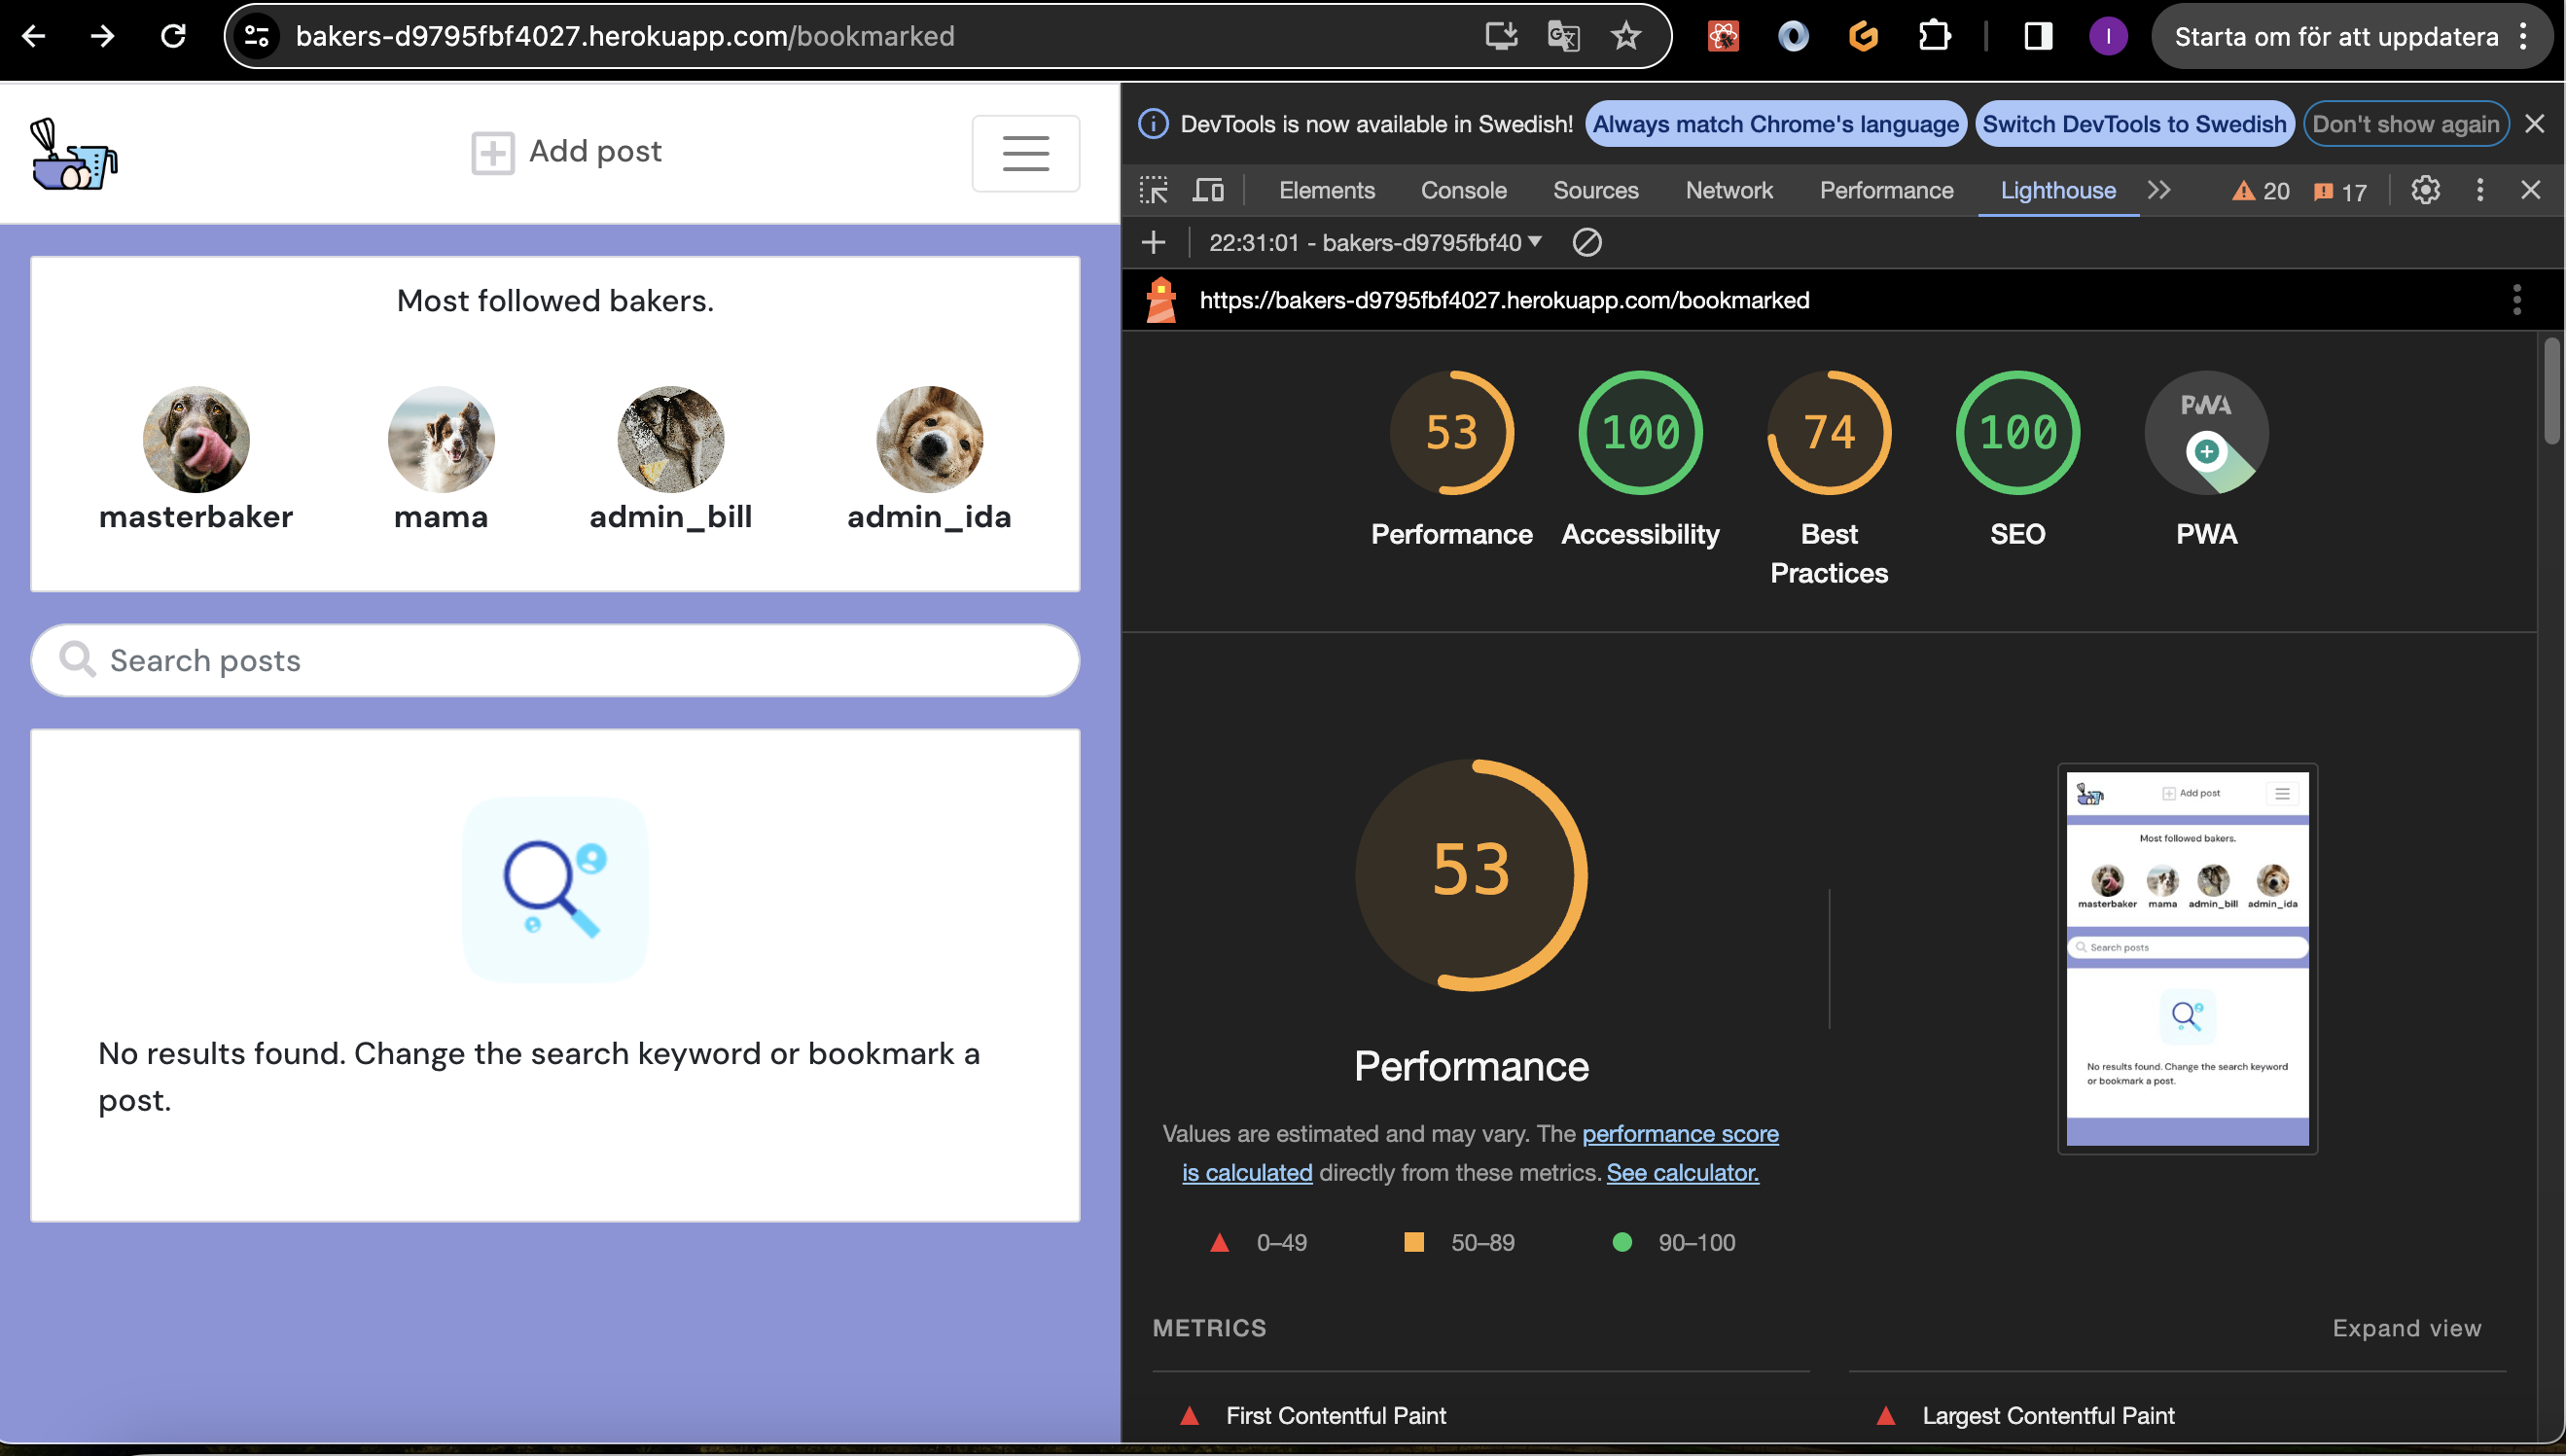 bakers-d9795fbf4027.herokuapp.com/bookmarked
I
Starta om för att uppdatera
Add post
Most followed bakers.
masterbaker mama admin_bill admin_ida
Search posts
No results found. Change the search keyword or bookmark a
post.
DevTools is now available in Swedish! Always match Chrome's language Switch DevTools to Swedish Don't show again
Elements Console Sources Network Performance Lighthouse 20 17
22:31:01 - bakers-d9795fbf40
https://bakers-d9795fbf4027.herokuapp.com/bookmarked
53 100 74 100 PWA
Performance Accessibility Best Practices SEO PWA
53
Performance
Values are estimated and may vary. The performance score
is calculated directly from these metrics. See calculator.
0–49 50–89 90–100
Add post
Most followed bakers.
masterbaker mama admin_bill admin_ida
Search posts
No results found. Change the search keyword
or bookmark a post.
METRICS Expand view
First Contentful Paint Largest Contentful Paint